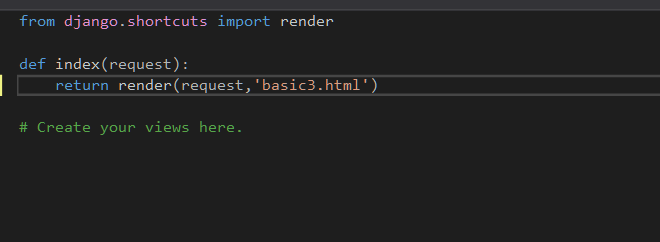 from django.shortcuts import render
def index(request):
    return render(request,'basic3.html')
# Create your views here.